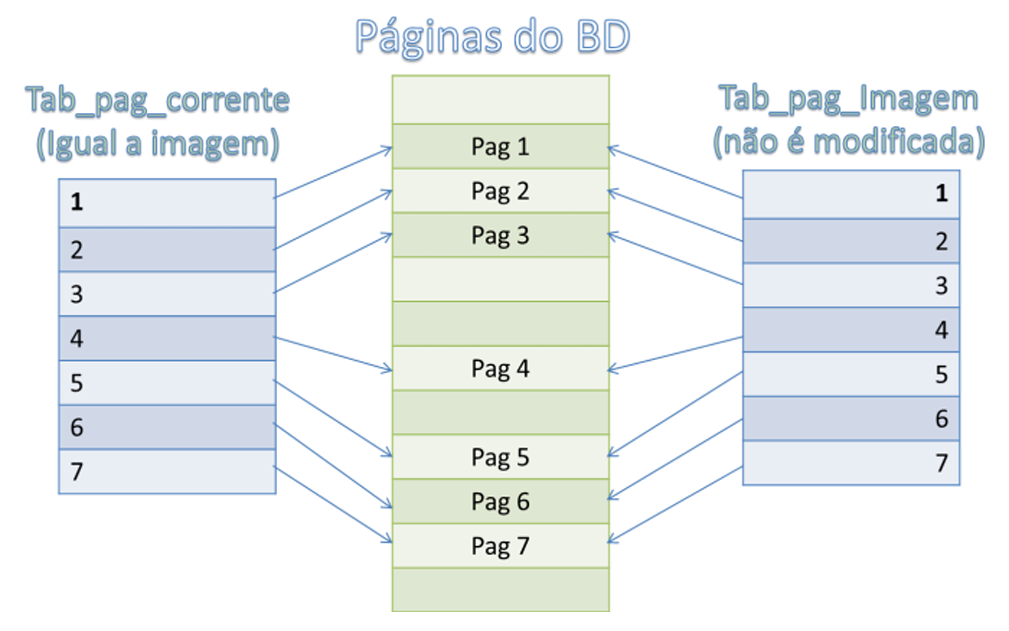 Páginas do BD
Tab_pag_corrente
(Igual a imagem)
1
2
3
4
5
6
7
Pag 1
Pag 2
Pag 3
Pag 4
Pag 5
Pag 6
Pag 7
Tab_pag_Imagem
(não é modificada)
1
2
3
4
5
6
7